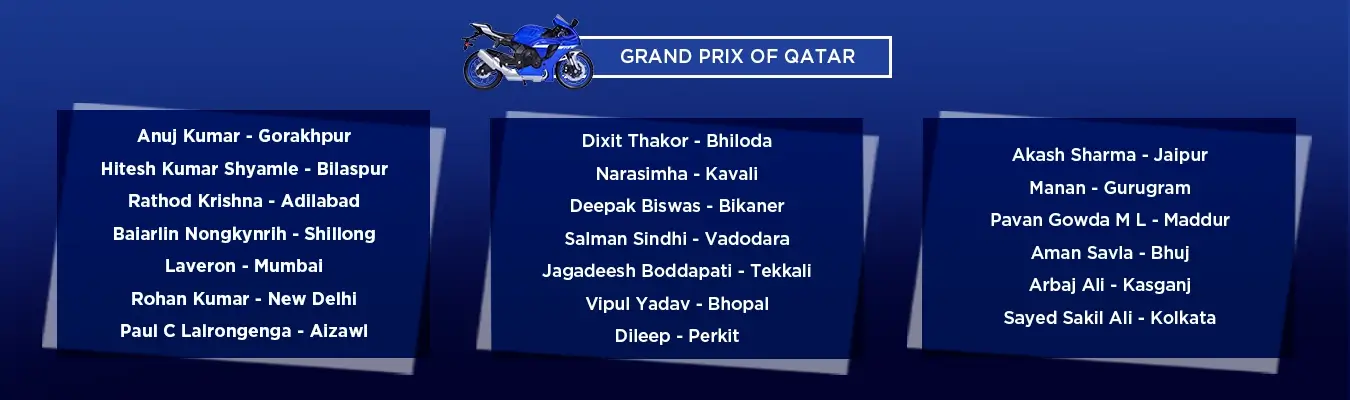 GRAND PRIX OF QATAR
Anuj Kumar - Gorakhpur
Hitesh Kumar Shyamle - Bilaspur
Rathod Krishna - Adilabad
Baiarlin Nongkynrih - Shillong
Laveron - Mumbai
Rohan Kumar - New Delhi
Paul C Lalrongenga - Aizawl
Dixit Thakor - Bhiloda
Narasimha - Kavali
Deepak Biswas - Bikaner
Salman Sindhi - Vadodara
Jagadeesh Boddapati - Tekkali
Vipul Yadav - Bhopal
Dileep - Perkit
Akash Sharma - Jaipur
Manan - Gurugram
Pavan Gowda M L - Maddur
Aman Savla - Bhuj
Arbaj Ali - Kasganj
Sayed Sakil Ali - Kolkata